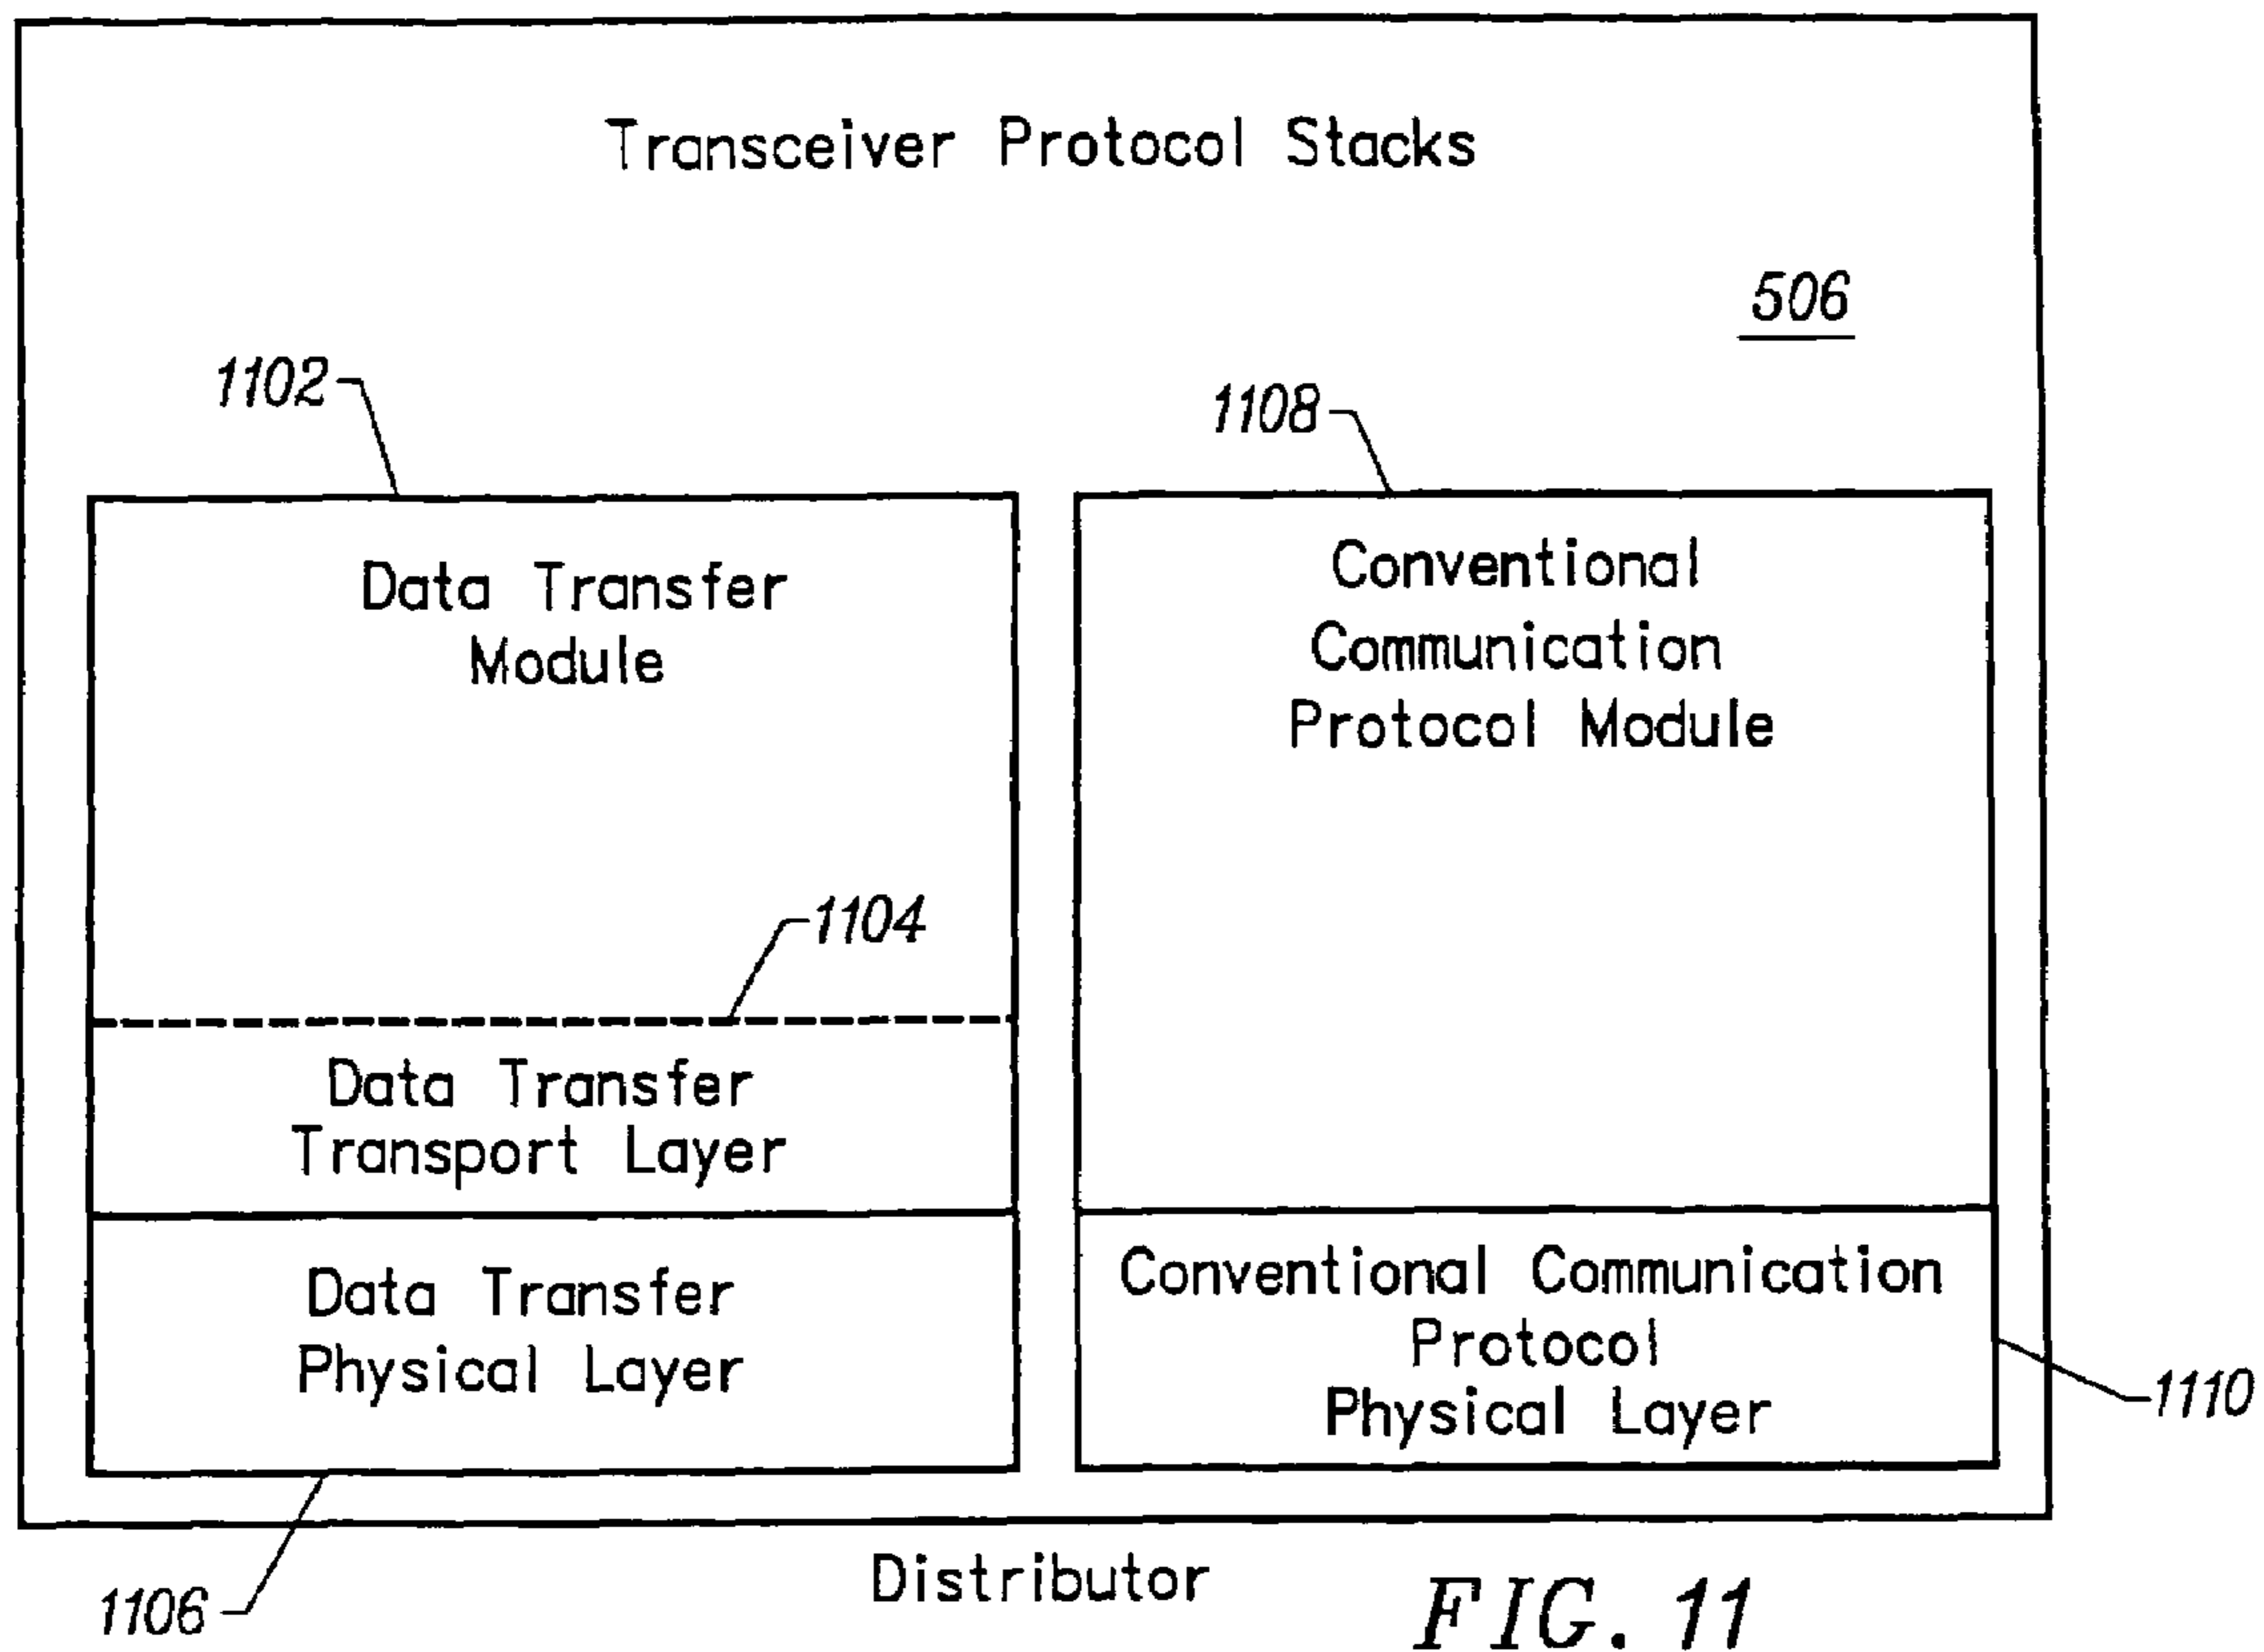 Transceiver Protocol Stacks
506
1102
1108
Data Transfer
Module
Conventional
Communication
Protocol Module
1104
Data Transfer
Transport Layer
Data Transfer
Physical Layer
Conventional Communication
Protocol
Physical Layer
1110
1106
Distributor
FIG. 11